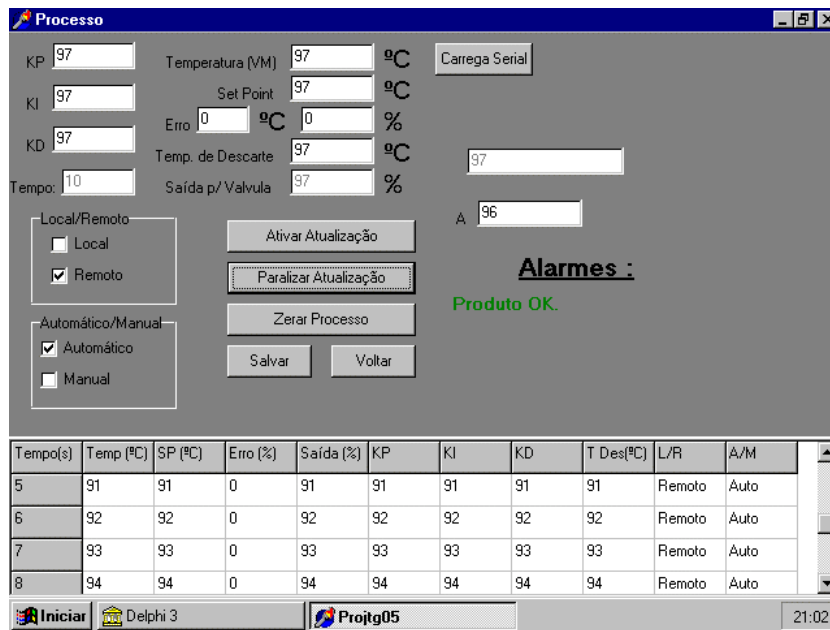 Processo
KP 97
Temperatura (VM) 97 ºC
Carrega Serial
KI 97
Set Point 97 ºC
Erro 0 ºC 0 %
KD 97
Temp. de Descarte 97 ºC
97
Tempo: 10
Saída p/ Valvula 97 %
A 96
Local/Remoto
Local
Remoto
Ativar Atualização
Paralizar Atualização
Alarmes :
Produto OK.
Zerar Processo
Automático/Manual
Automático
Manual
Salvar
Voltar
Tempo(s) Temp (ºC) SP (ºC) Erro (%) Saída (%) KP KI KD T Des(ºC) L/R A/M
5 91 91 0 91 91 91 91 91 Remoto Auto
6 92 92 0 92 92 92 92 92 Remoto Auto
7 93 93 0 93 93 93 93 93 Remoto Auto
8 94 94 0 94 94 94 94 94 Remoto Auto
Iniciar Delphi 3 Projtg05 21:02